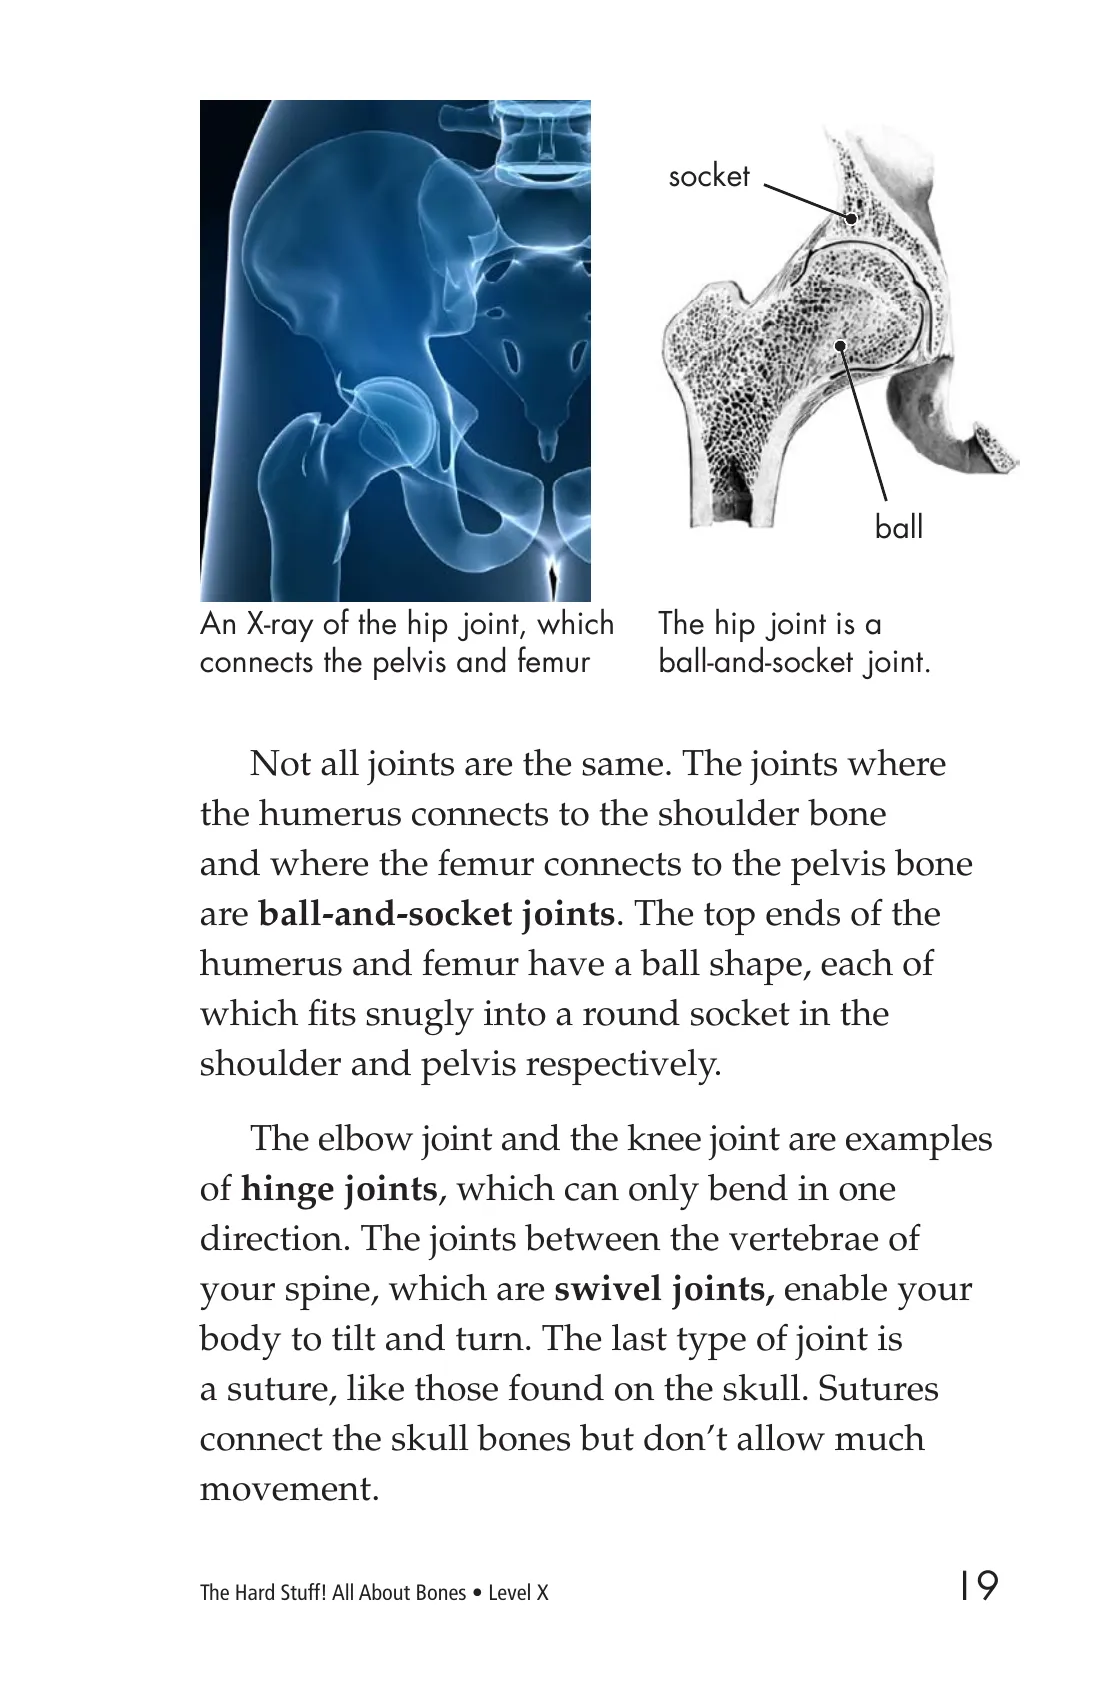 socket
ball
An X-ray of the hip joint, which
connects the pelvis and femur
The hip joint is a
ball-and-socket joint.
Not all joints are the same. The joints where
the humerus connects to the shoulder bone
and where the femur connects to the pelvis bone
are ball-and-socket joints. The top ends of the
humerus and femur have a ball shape, each of
which fits snugly into a round socket in the
shoulder and pelvis respectively.
The elbow joint and the knee joint are examples
of hinge joints, which can only bend in one
direction. The joints between the vertebrae of
your spine, which are swivel joints, enable your
body to tilt and turn. The last type of joint is
a suture, like those found on the skull. Sutures
connect the skull bones but don’t allow much
movement.
The Hard Stuff! All About Bones • Level X
19